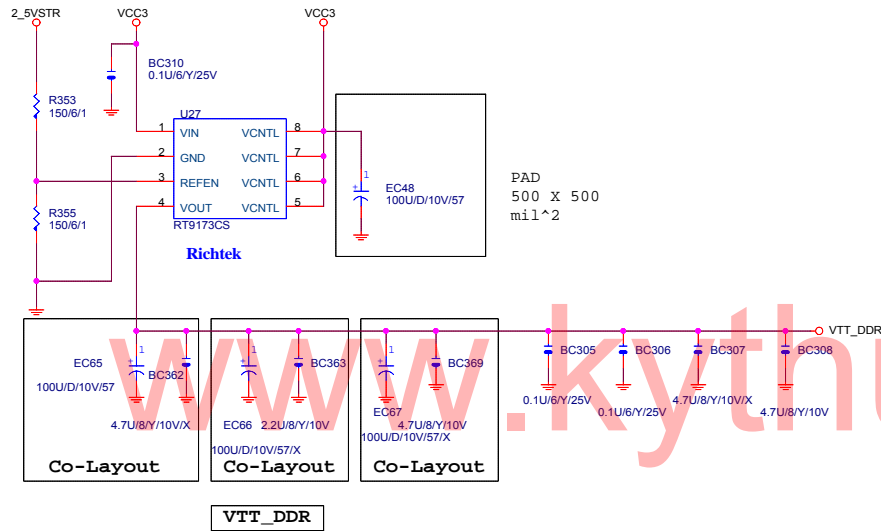 2_5VSTR
VCC3
VCC3
BC310
0.1U/6/Y/25V
R353
150/6/1
U27
1 VIN VCNTL 8
2 GND VCNTL 7
3 REFEN VCNTL 6
4 VOUT VCNTL 5
RT9173CS
Richtek
R355
150/6/1
1
+
EC48
100U/D/10V/57
PAD
500 X 500
mil^2
VTT_DDR
1
+
EC65
100U/D/10V/57
BC362
4.7U/8/Y/10V/X
Co-Layout
1
+
EC66
100U/D/10V/57/X
BC363
2.2U/8/Y/10V
Co-Layout
1
+
EC67
100U/D/10V/57/X
BC369
4.7U/8/Y/10V
Co-Layout
BC305
0.1U/6/Y/25V
BC306
0.1U/6/Y/25V
BC307
4.7U/8/Y/10V/X
BC308
4.7U/8/Y/10V
VTT_DDR
www.kythu